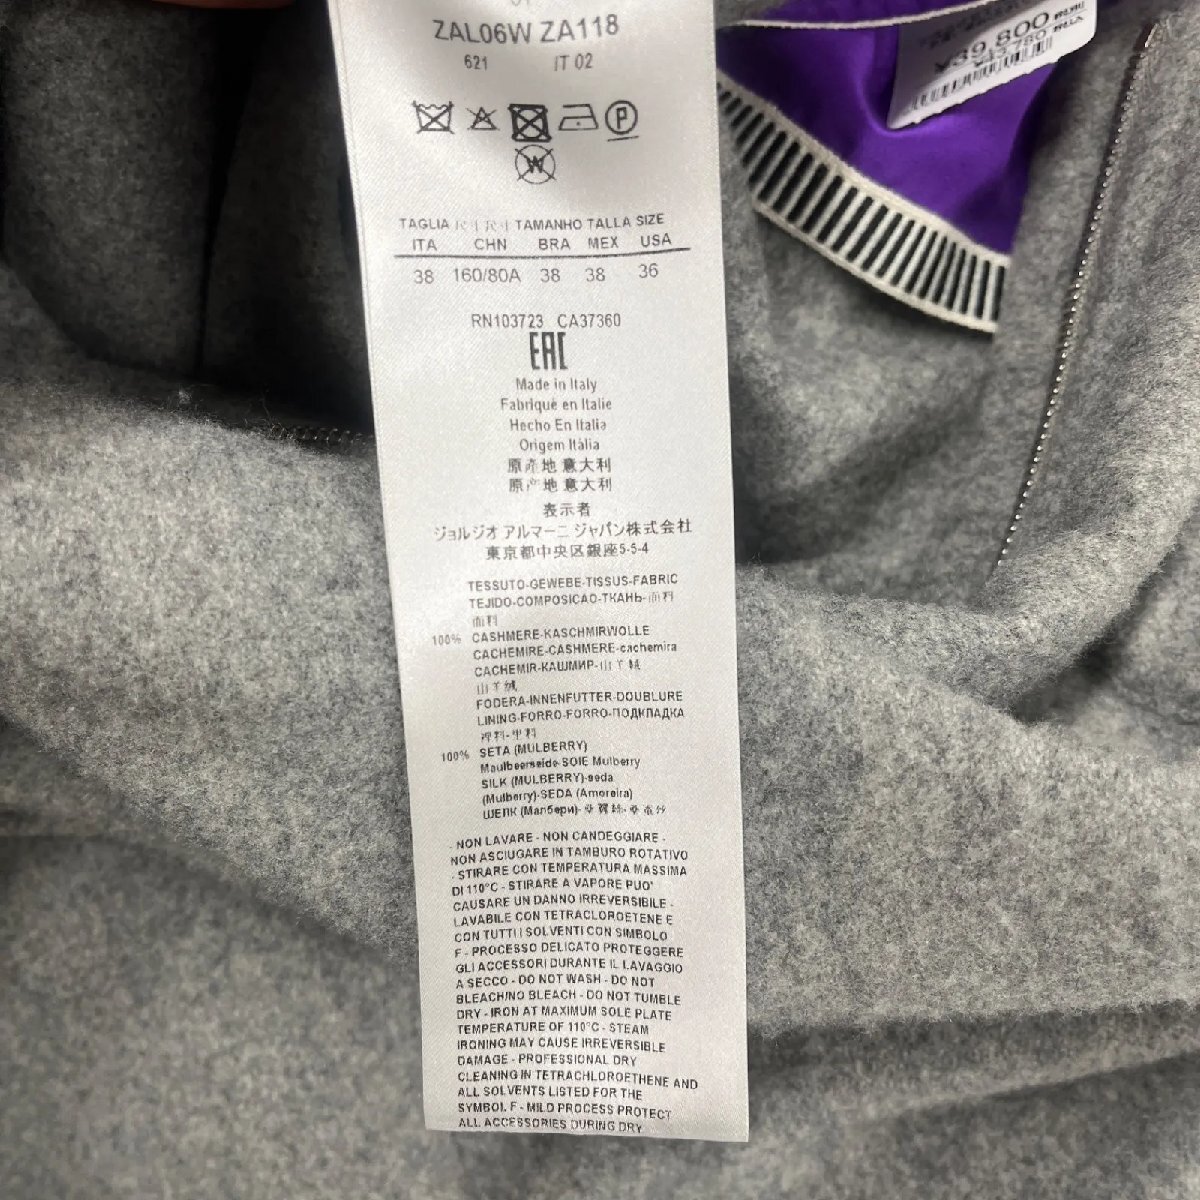 ZAL06W ZA118
621 IT 02
TAGLIA 尺寸 尺寸 TAMANHO TALLA SIZE
ITA CHN BRA MEX USA
38 160/80A 38 38 36
RN103723 CA37360
EAC
Made in Italy
Fabriqué en Italie
Hecho En Italia
Origem Itália
原產地 意大利
原产地 意大利
表示者
ジョルジオ アルマーニ ジャパン株式会社
東京都中央区銀座5-5-4
TESSUTO-GEWEBE-TISSUS-FABRIC
TEJIDO-COMPOSICAO-ТКАНЬ-面料
面料
100% CASHMERE-KASCHMIRWOLLE
CACHEMIRE-CASHMERE-cachemira
CACHEMIR-КАШМИР-山羊絨
山羊绒
FODERA-INNENFUTTER-DOUBLURE
LINING-FORRO-FORRO-ПОДКЛАДКА
裡料-里料
100% SETA (MULBERRY)
Maulbeerseide-SOIE Mulberry
SILK (MULBERRY)-seda
(Mulberry)-SEDA (Amoreira)
ШЕЛК (Малбери)-桑蠶絲-桑蚕丝
- NON LAVARE - NON CANDEGGIARE -
NON ASCIUGARE IN TAMBURO ROTATIVO
- STIRARE CON TEMPERATURA MASSIMA
DI 110°C - STIRARE A VAPORE PUO'
CAUSARE UN DANNO IRREVERSIBILE -
LAVABILE CON TETRACLOROETENE E
CON TUTTI I SOLVENTI CON SIMBOLO
F - PROCESSO DELICATO PROTEGGERE
GLI ACCESSORI DURANTE IL LAVAGGIO
A SECCO - DO NOT WASH - DO NOT
BLEACHINO BLEACH - DO NOT TUMBLE
DRY - IRON AT MAXIMUM SOLE PLATE
TEMPERATURE OF 110°C - STEAM
IRONING MAY CAUSE IRREVERSIBLE
DAMAGE - PROFESSIONAL DRY
CLEANING IN TETRACHLOROETHENE AND
ALL SOLVENTS LISTED FOR THE
SYMBOL F - MILD PROCESS PROTECT
ALL ACCESSORIES DURING DRY
¥39,800
¥43,780